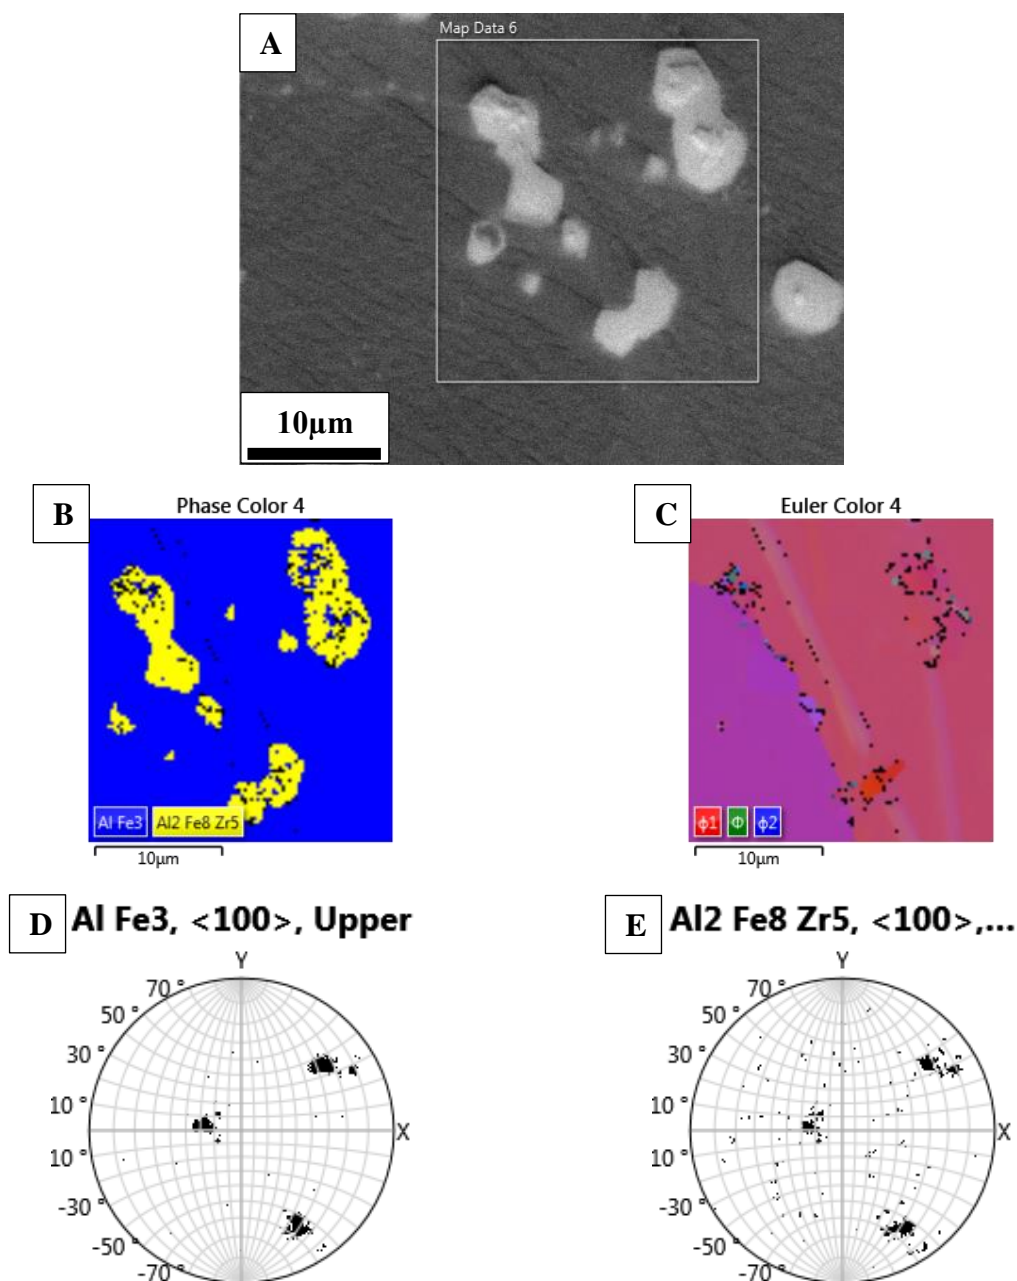 A
Map Data 6
10µm
B
Phase Color 4
Al Fe3
Al2 Fe8 Zr5
10µm
C
Euler Color 4
ϕ1
Φ
ϕ2
10µm
D
Al Fe3, <100>, Upper
Y
70 °
50 °
30 °
10 °
X
10 °
-30 °
-50 °
-70 °
E
Al2 Fe8 Zr5, <100>,...
Y
70 °
50 °
30 °
10 °
X
10 °
-30 °
-50 °
-70 °